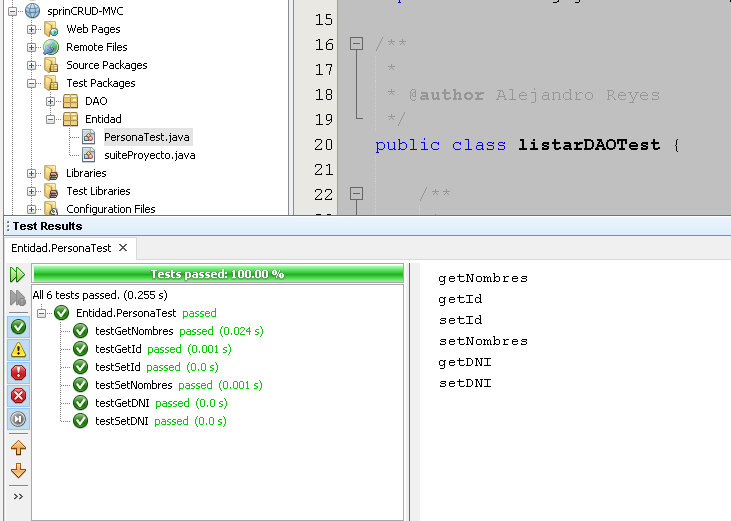 sprinCRUD-MVC
Web Pages
Remote Files
Source Packages
Test Packages
DAO
Entidad
PersonaTest.java
suiteProyecto.java
Libraries
Test Libraries
Configuration Files
15
16 /**
17 *
18 * @author Alejandro Reyes
19 */
20 public class listarDAOTest {
21
22 /**
Test Results
Entidad.PersonaTest
Tests passed: 100.00 %
All 6 tests passed. (0.255 s)
Entidad.PersonaTest passed
testGetNombres passed (0.024 s)
testGetId passed (0.001 s)
testSetId passed (0.0 s)
testSetNombres passed (0.001 s)
testGetDNI passed (0.0 s)
testSetDNI passed (0.0 s)
getNombres
getId
setId
setNombres
getDNI
setDNI